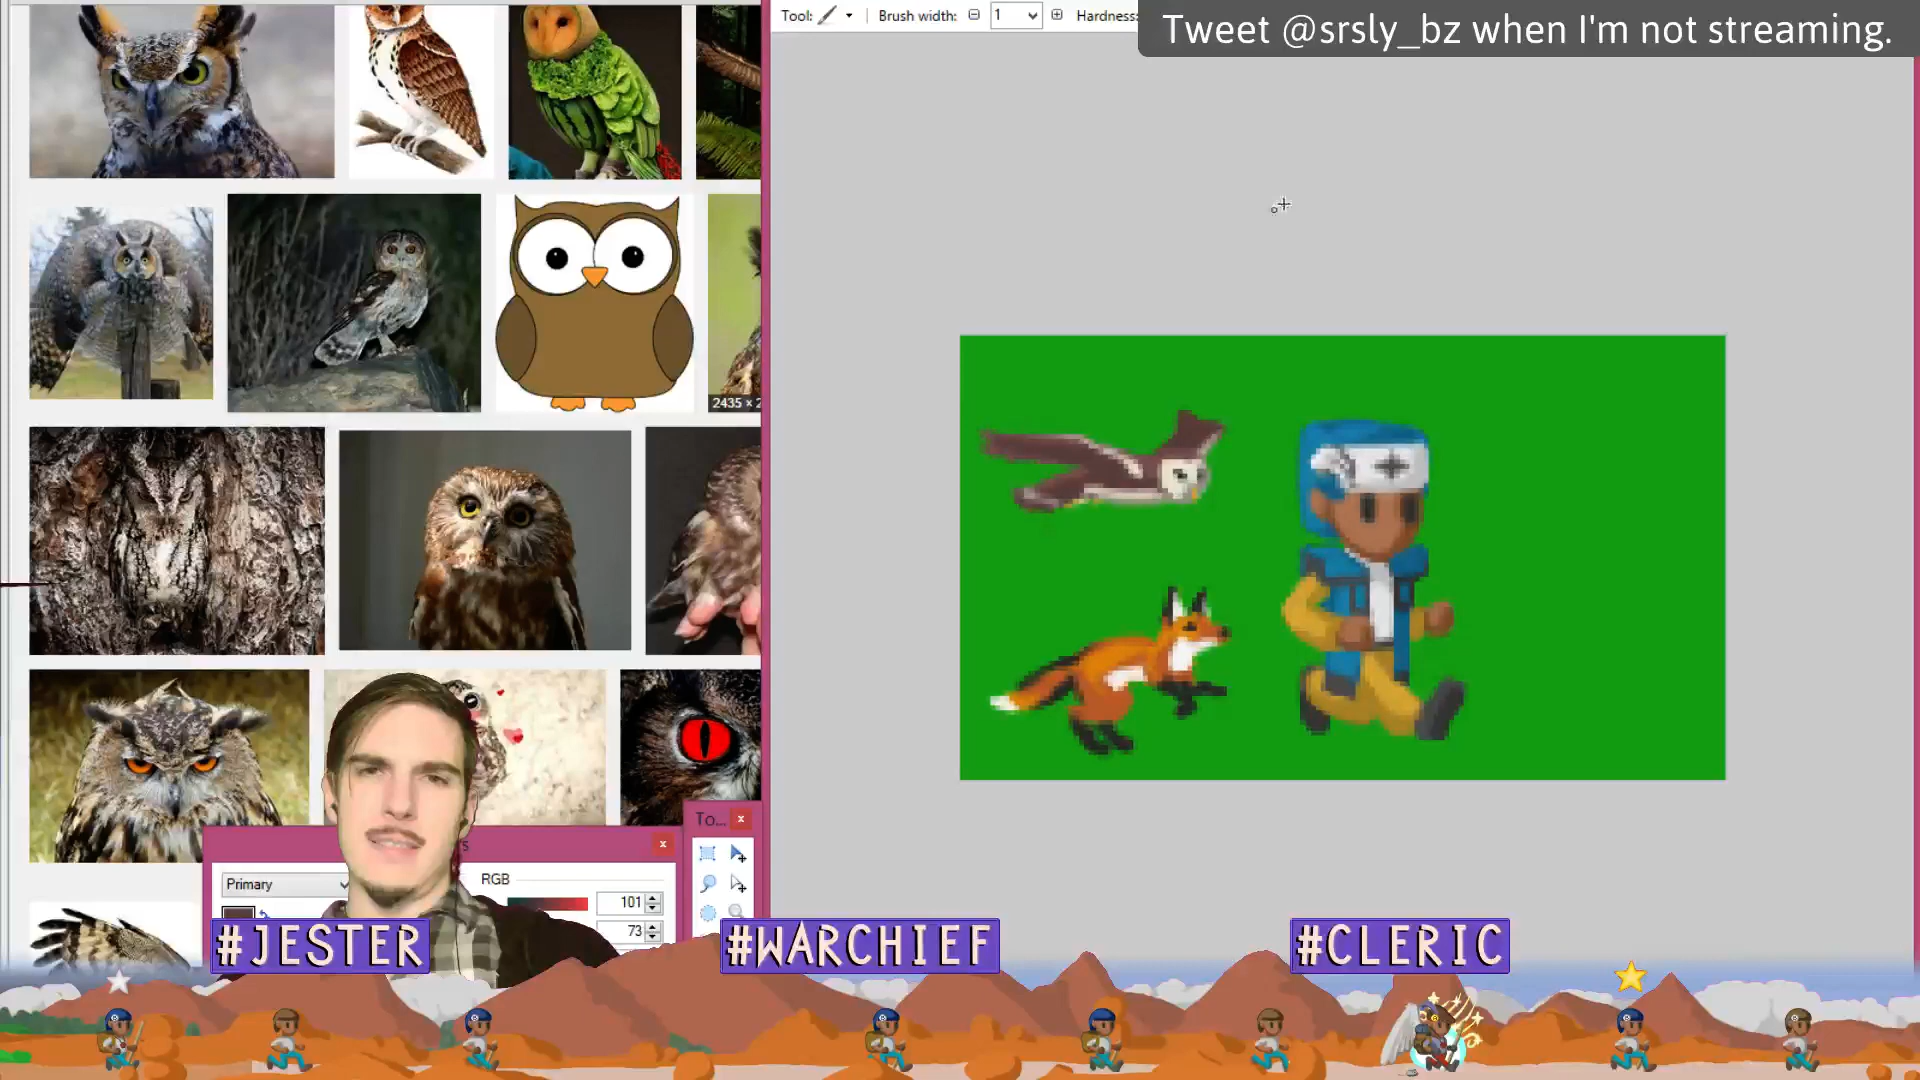 Tool:
Brush width:
1
Hardness:
Tweet @srsly_bz when I'm not streaming.
2435 ×
To...
Primary
RGB
101
73
#JESTER
#WARCHIEF
#CLERIC